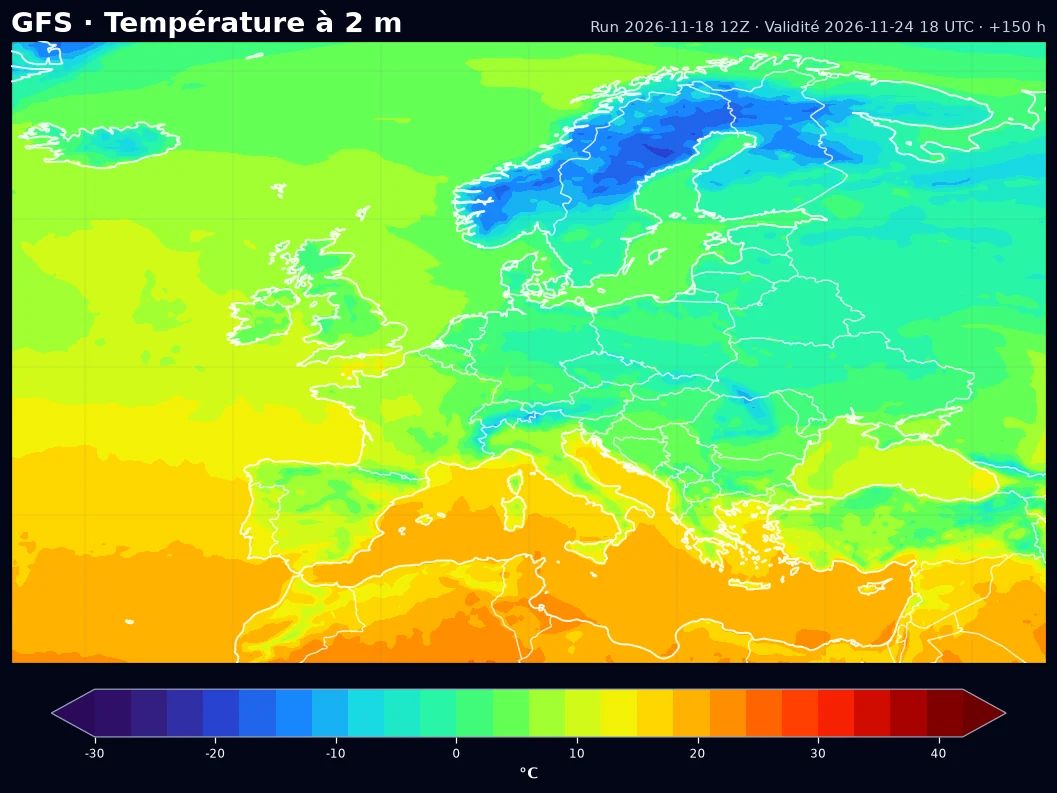 GFS · Température à 2 m
Run 2026-11-18 12Z · Validité 2026-11-24 18 UTC · +150 h
-30 -20 -10 0 10 20 30 40
°C